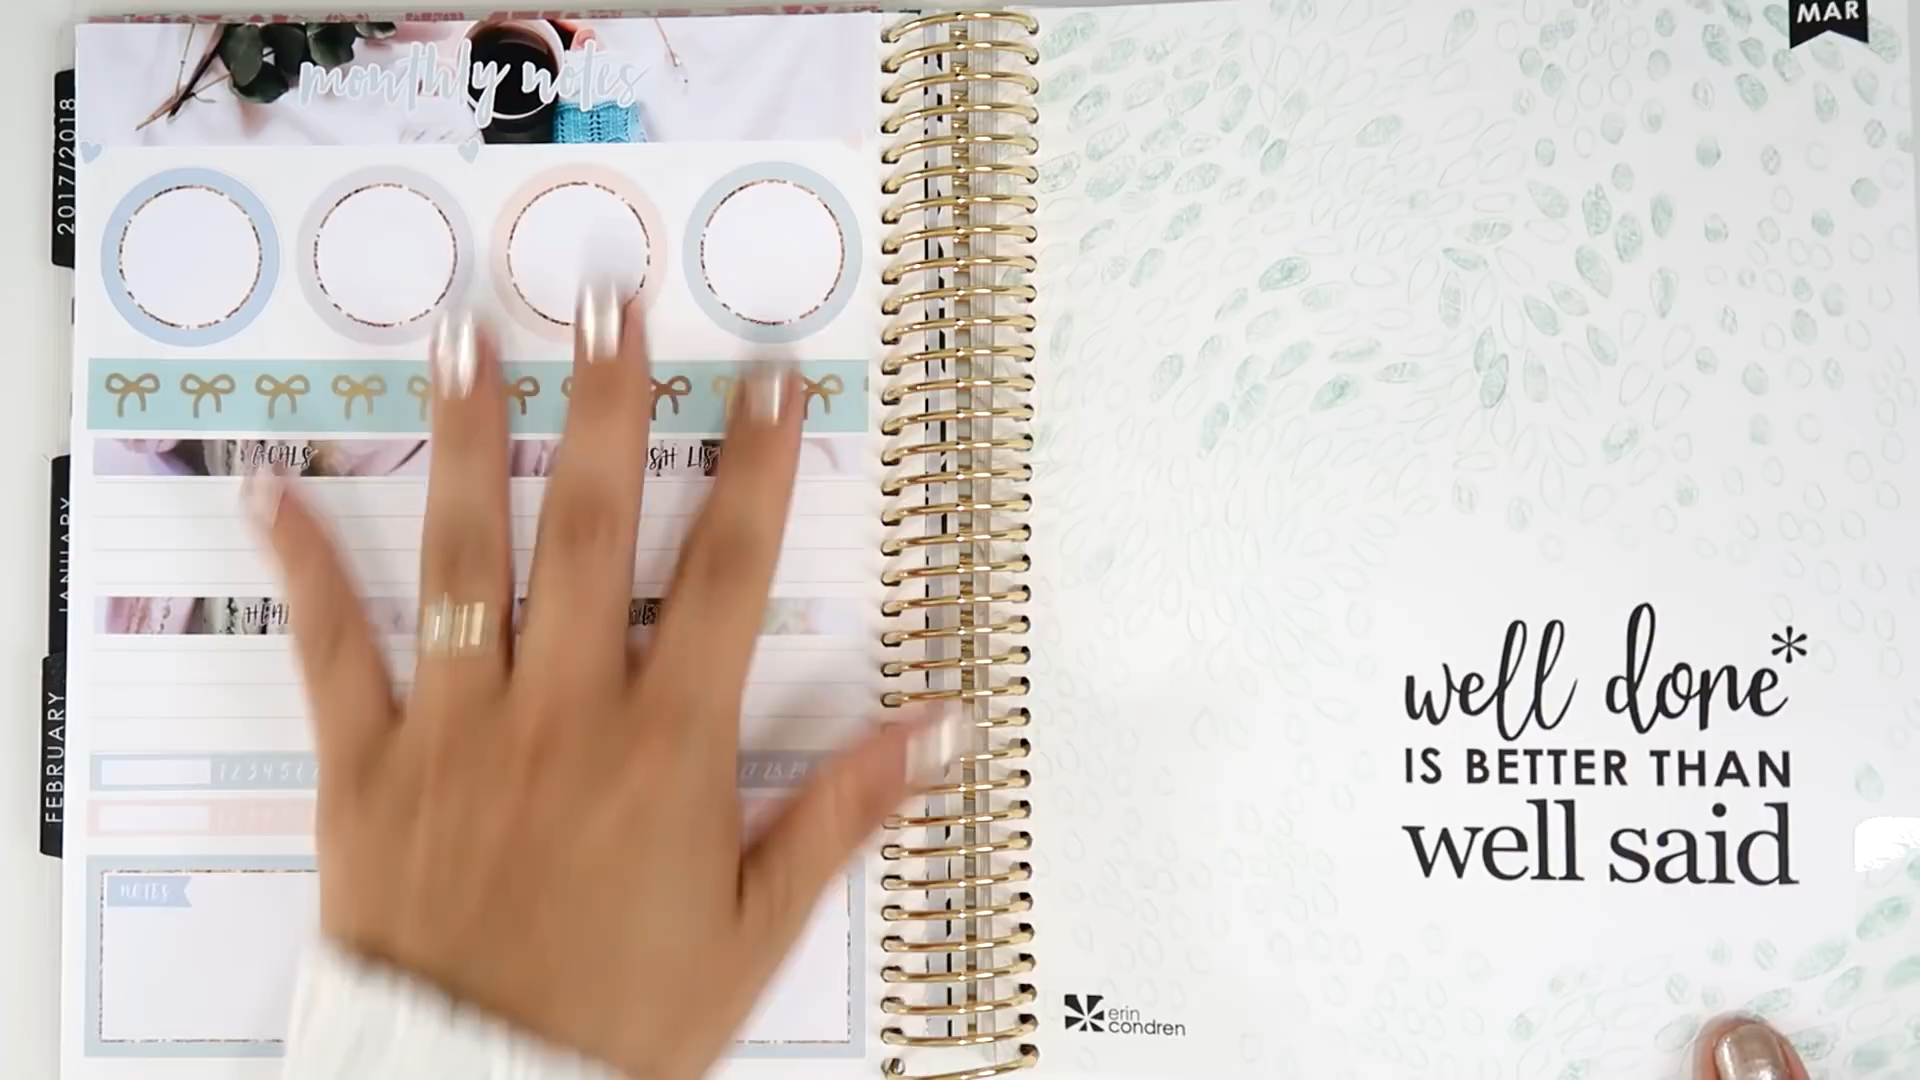 2017/2018
JANUARY
FEBRUARY
monthly notes
GOALS
NOTES
MAR
well done*
IS BETTER THAN
well said
erin
condren